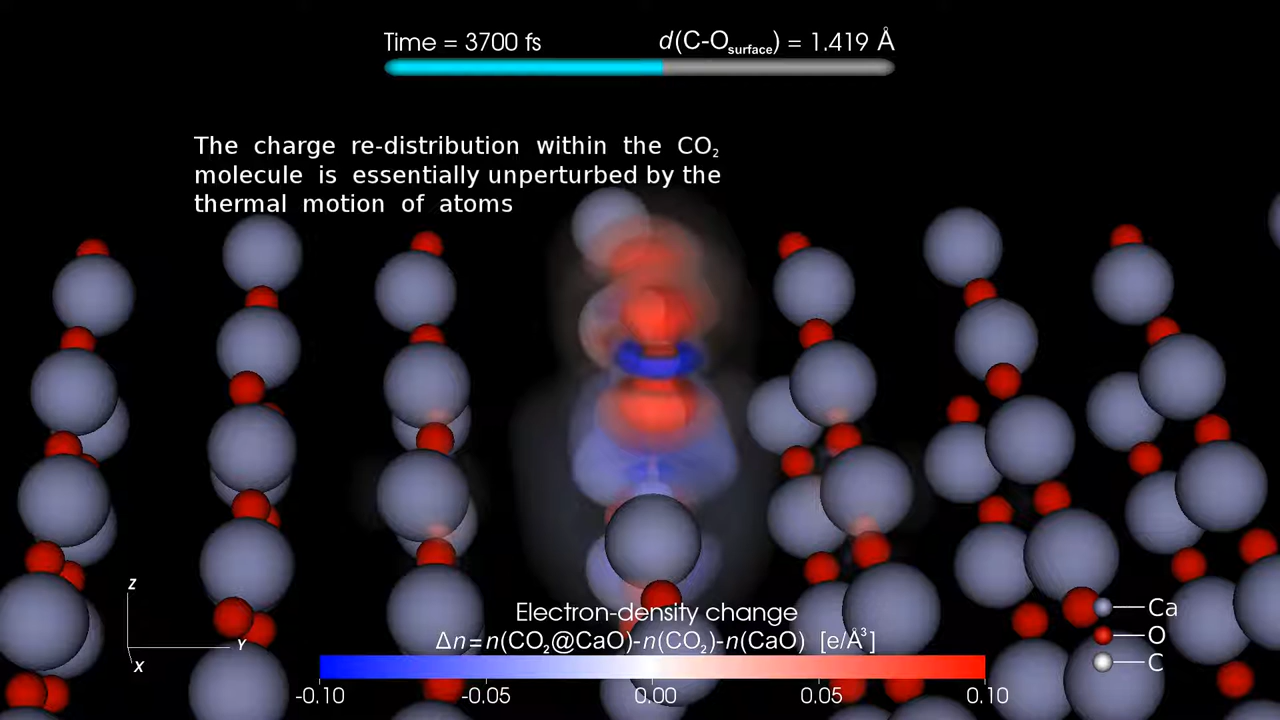 Time = 3700 fs
d(C-Osurface) = 1.419 Å
The charge re-distribution within the CO₂
molecule is essentially unperturbed by the
thermal motion of atoms
Z
Y
X
Electron-density change
Δn=n(CO₂@CaO)-n(CO₂)-n(CaO) [e/Å³]
-0.10 -0.05 0.00 0.05 0.10
Ca
O
C